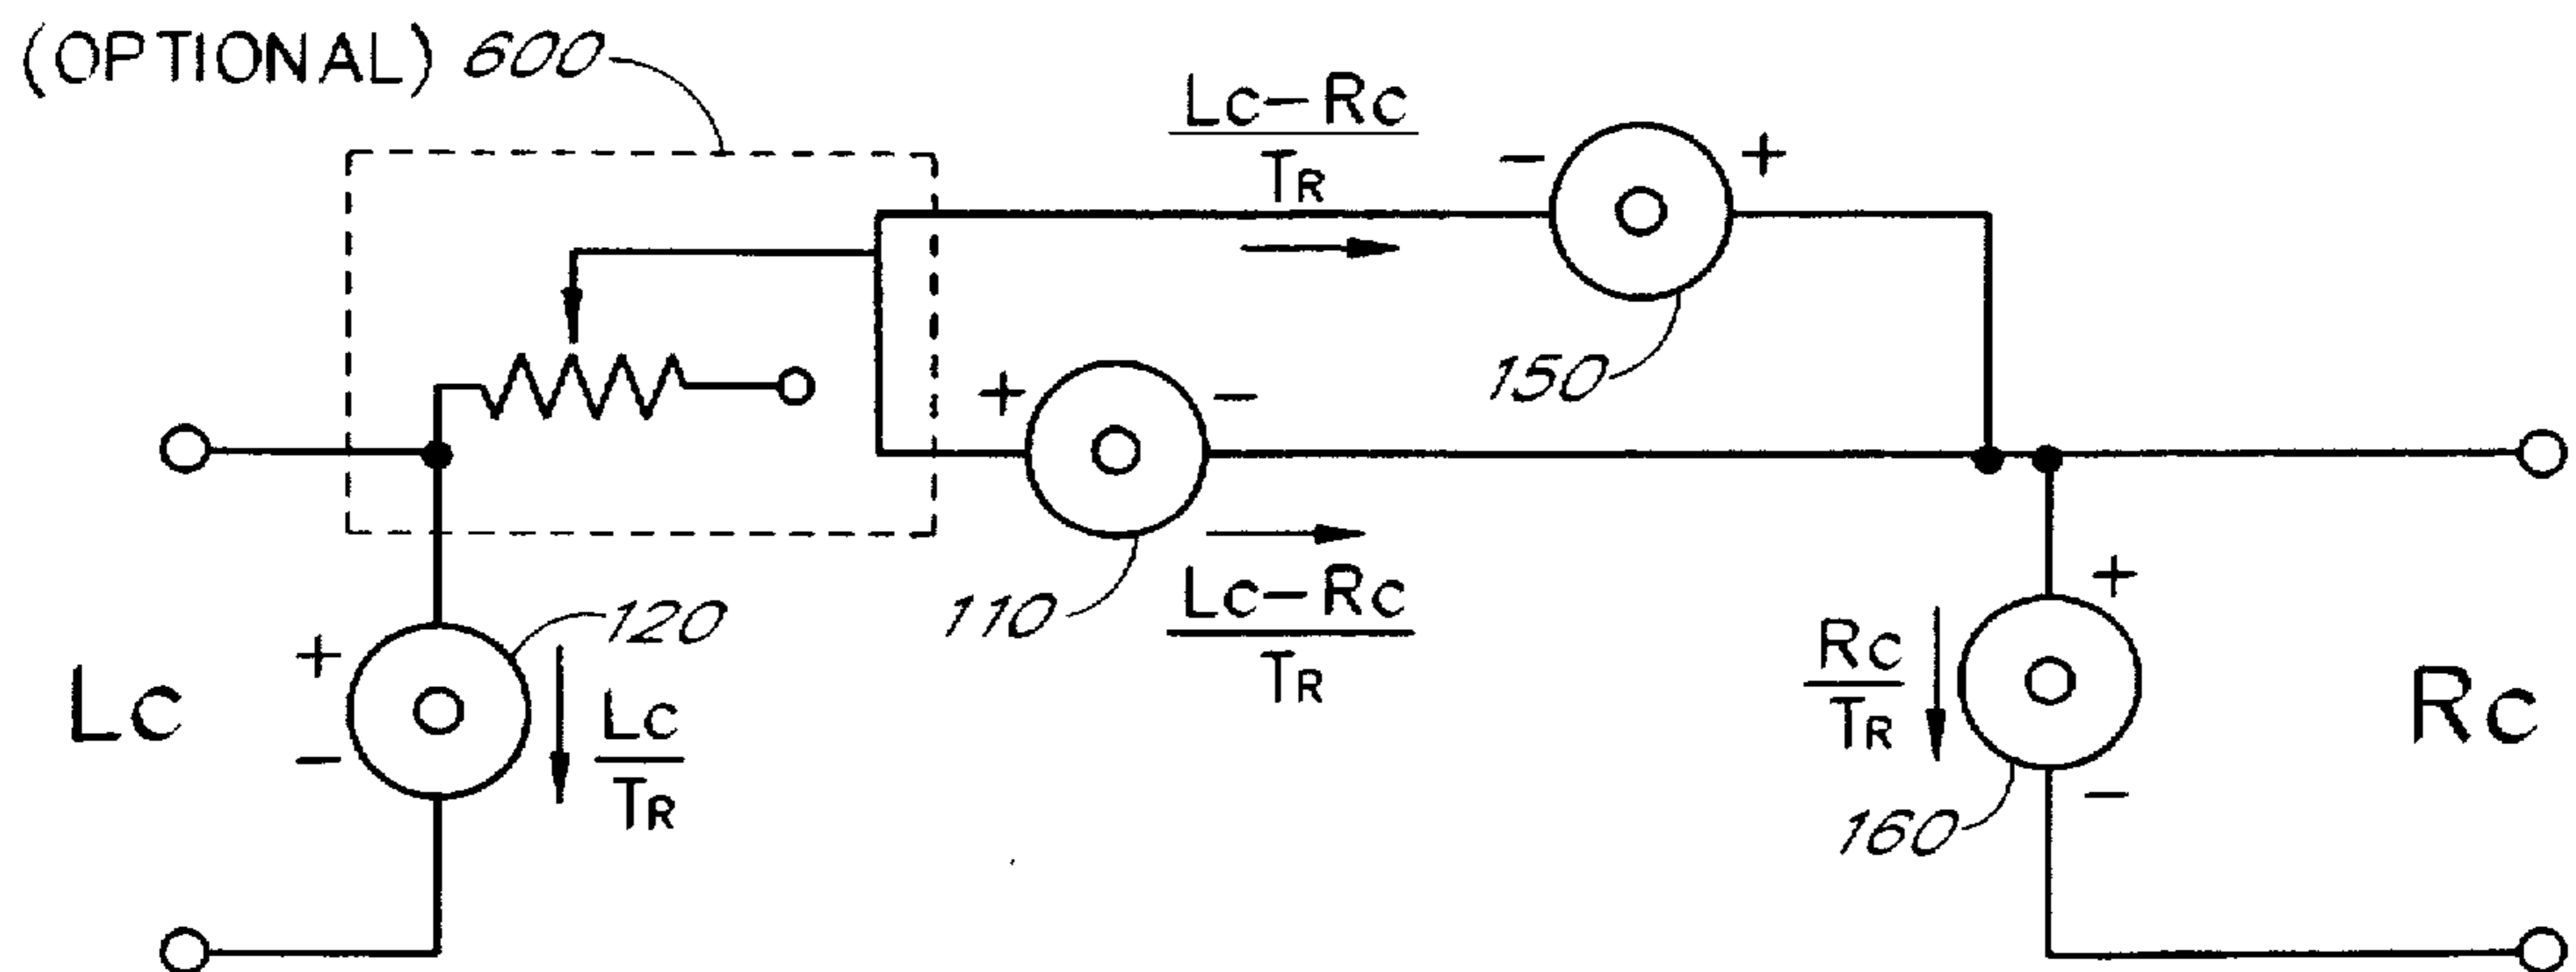 (OPTIONAL) 600
Lc-Rc
TR
- +
150
+ -
110
Lc-Rc
TR
120
+
-
Lc
Lc
TR
+
-
Rc
TR
160
Rc